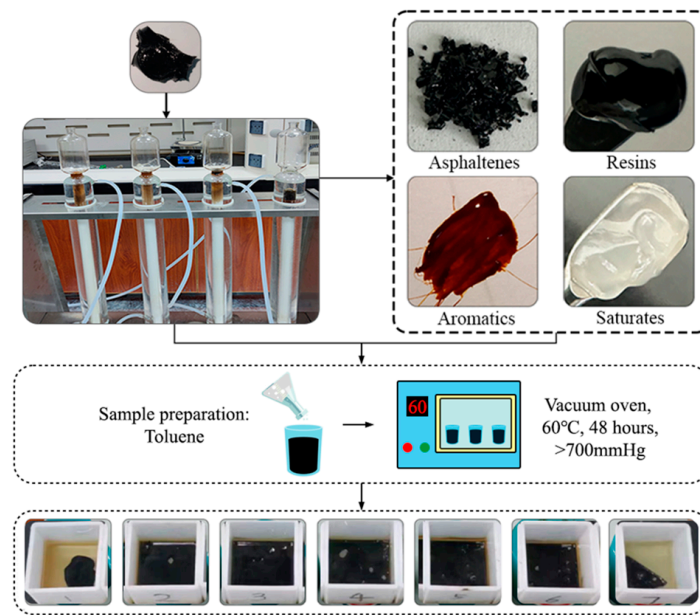 Asphaltenes
Resins
Aromatics
Saturates
Sample preparation:
Toluene
60
Vacuum oven,
60℃, 48 hours,
>700mmHg
1
2
3
4
5
6
7